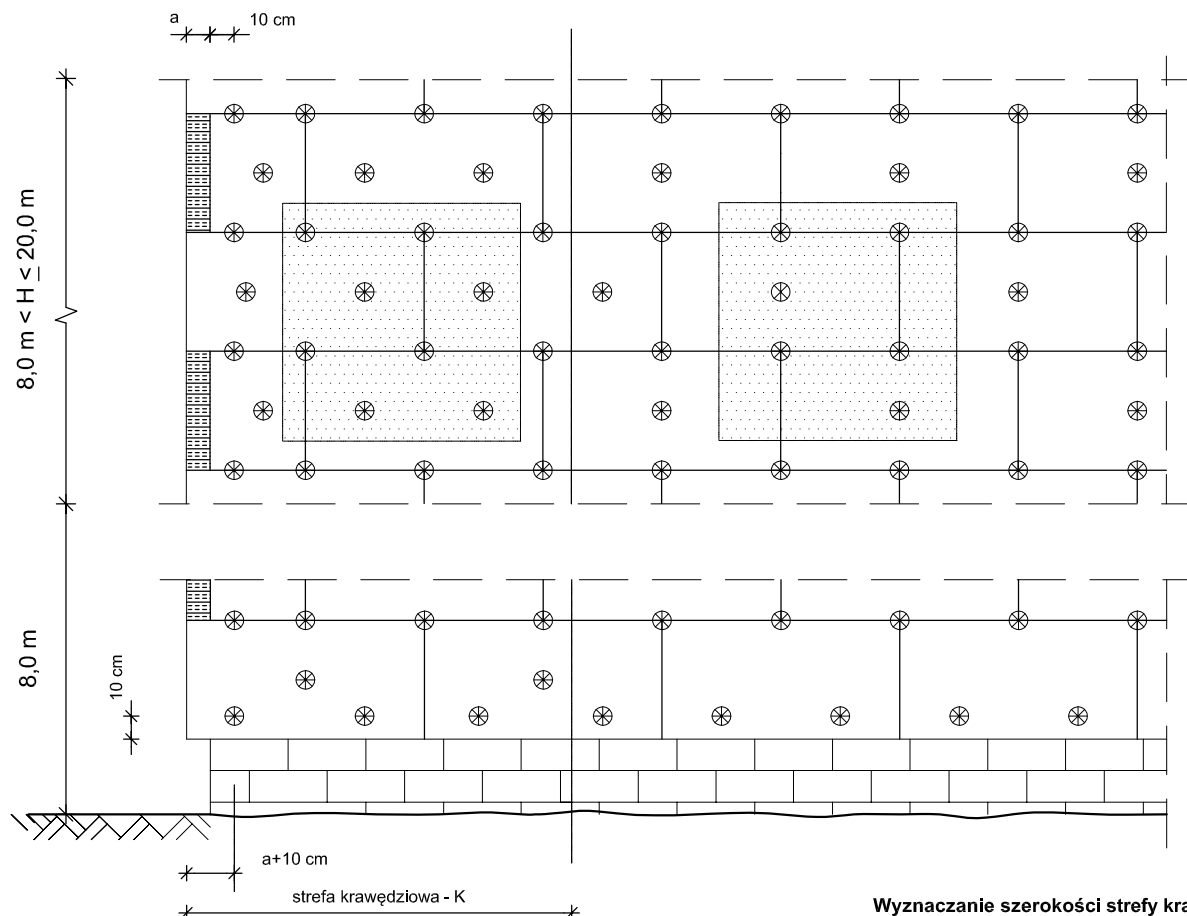 a
10 cm
8,0 m < H ≤ 20,0 m
8,0 m
10 cm
a+10 cm
strefa krawędziowa - K
Wyznaczanie szerokości strefy kra